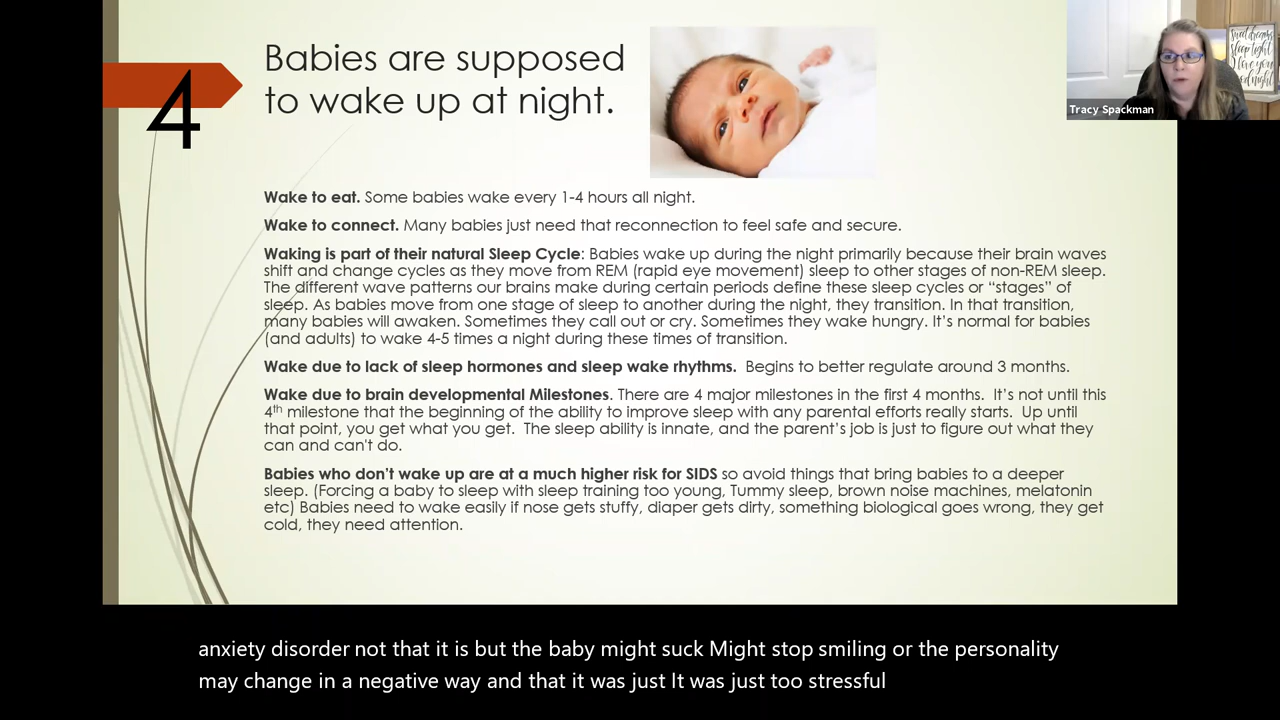 4
Babies are supposed
to wake up at night.
Tracy Spackman
sweet dreams
sleep tight
love you
Wake to eat. Some babies wake every 1-4 hours all night.
Wake to connect. Many babies just need that reconnection to feel safe and secure.
Waking is part of their natural Sleep Cycle: Babies wake up during the night primarily because their brain waves
shift and change cycles as they move from REM (rapid eye movement) sleep to other stages of non-REM sleep.
The different wave patterns our brains make during certain periods define these sleep cycles or “stages” of
sleep. As babies move from one stage of sleep to another during the night, they transition. In that transition,
many babies will awaken. Sometimes they call out or cry. Sometimes they wake hungry. It’s normal for babies
(and adults) to wake 4-5 times a night during these times of transition.
Wake due to lack of sleep hormones and sleep wake rhythms.  Begins to better regulate around 3 months.
Wake due to brain developmental Milestones. There are 4 major milestones in the first 4 months.  It’s not until this
4th milestone that the beginning of the ability to improve sleep with any parental efforts really starts.  Up until
that point, you get what you get.  The sleep ability is innate, and the parent’s job is just to figure out what they
can and can't do.
Babies who don’t wake up are at a much higher risk for SIDS so avoid things that bring babies to a deeper
sleep. (Forcing a baby to sleep with sleep training too young, Tummy sleep, brown noise machines, melatonin
etc) Babies need to wake easily if nose gets stuffy, diaper gets dirty, something biological goes wrong, they get
cold, they need attention.
anxiety disorder not that it is but the baby might suck Might stop smiling or the personality
may change in a negative way and that it was just It was just too stressful